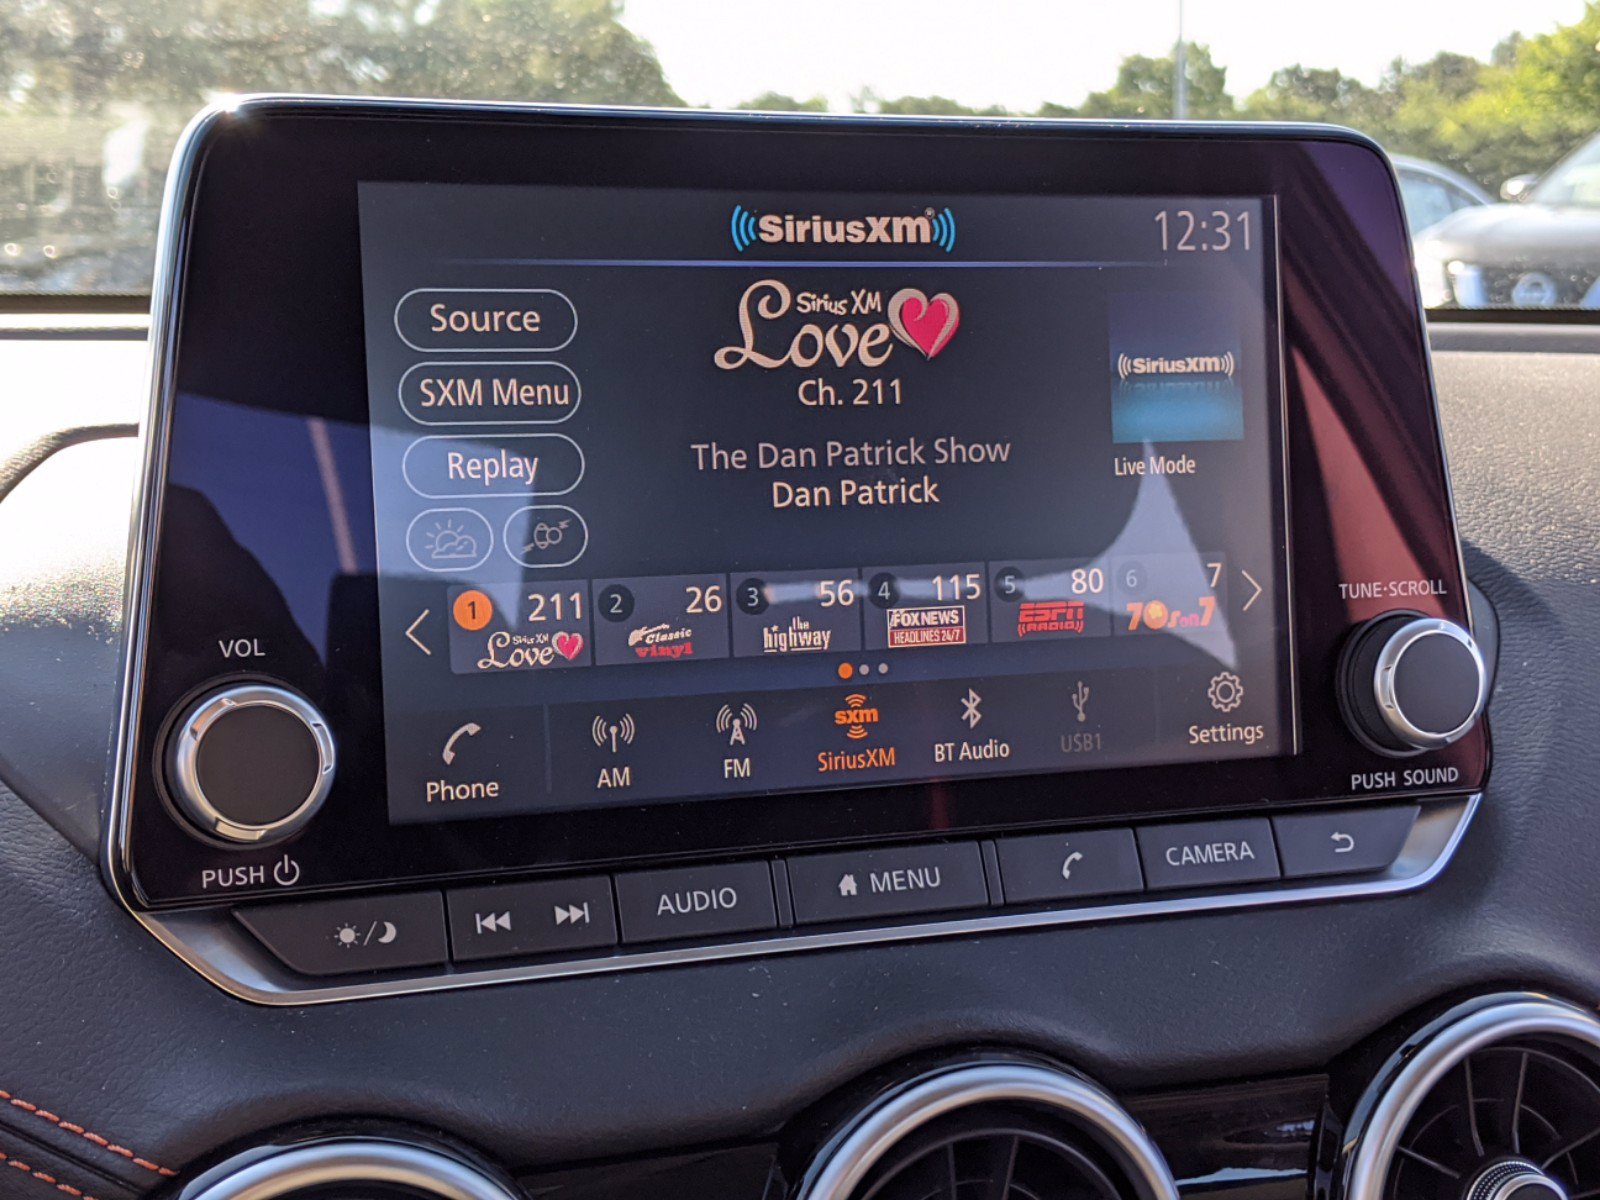 SiriusXM®
12:31
Source
SXM Menu
Replay
Sirius XM
Love
Ch. 211
The Dan Patrick Show
Dan Patrick
SiriusXM
Live Mode
1 211
Sirius XM
Love
2 26
Classic
vinyl
3 56
the
highway
4 115
FOX NEWS
HEADLINES 24/7
5 80
ESPN
RADIO
6 7
70s on 7
Phone
AM
FM
sxm
SiriusXM
BT Audio
USB1
Settings
VOL
PUSH
TUNE·SCROLL
PUSH SOUND
AUDIO
MENU
CAMERA